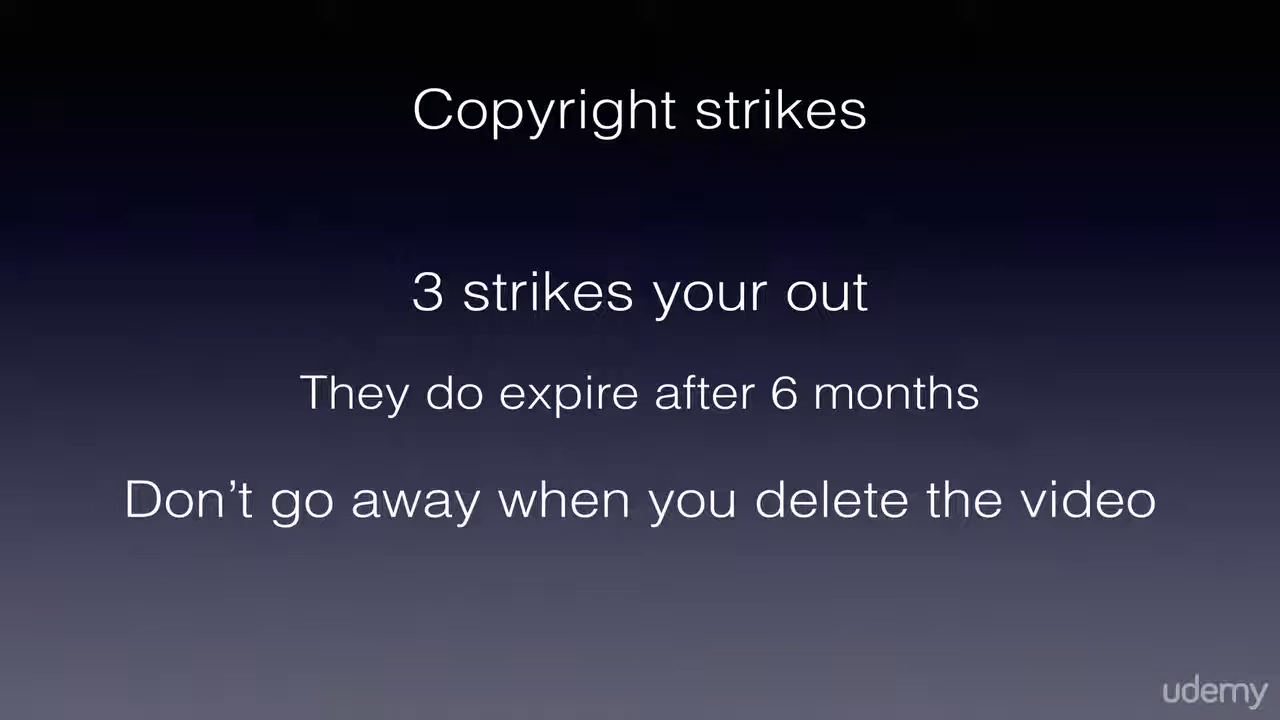 Copyright strikes
3 strikes your out
They do expire after 6 months
Don’t go away when you delete the video
udemy